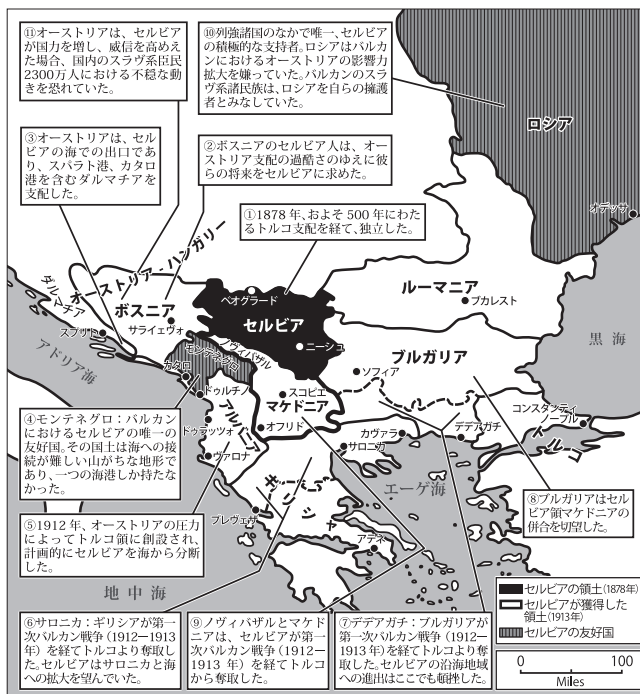 ⑪オーストリアは、セルビア
が国力を増し、威信を高めえ
た場合、国内のスラヴ系臣民
2300万人における不穏な動
きを恐れていた。
⑩列強諸国のなかで唯一、セルビア
の積極的な支持者。ロシアはバルカン
におけるオーストリアの影響力
拡大を嫌っていた。バルカンのスラ
ヴ系諸民族は、ロシアを自らの擁護
者とみなしていた。
③オーストリアは、セル
ビアの海での出口であ
り、スパラト港、カタロ
港を含むダルマチアを
支配した。
②ボスニアのセルビア人は、オー
ストリア支配の過酷さのゆえに彼
らの将来をセルビアに求めた。
①1878年、およそ500年にわた
るトルコ支配を経て、独立した。
ロシア
オデッサ
オーストリア-ハンガリー
ダルマチア
ボスニア
スプリト
サライェヴォ
ベオグラード
セルビア
ニーシュ
ノヴィバザル
モンテネグロ
カタロ
ルーマニア
ブカレスト
ブルガリア
ソフィア
黒海
アドリア海
ドゥルチノ
スコピエ
マケドニア
オフリド
アルバニア
ドゥラッツォ
ヴァロナ
カヴァラ
サロニカ
デデアガチ
コンスタンティ
ノープル
トルコ
④モンテネグロ：バルカン
におけるセルビアの唯一の
友好国。その国土は海への接
続が難しい山がちな地形で
あり、一つの海港しか持たな
かった。
⑤1912年、オーストリアの圧力
によってトルコ領に創設され、
計画的にセルビアを海から分断
した。
ギリシャ
プレヴェザ
アテネ
エーゲ海
地中海
⑧ブルガリアはセルビ
ア領マケドニアの
併合を切望した。
⑥サロニカ：ギリシアが第一
次バルカン戦争（1912－1913
年）を経てトルコより奪取し
た。セルビアはサロニカと海
への拡大を望んでいた。
⑨ノヴィバザルとマケド
ニアは、セルビアが第一
次バルカン戦争（1912－
1913年）を経てトルコ
から奪取した。
⑦デデアガチ：ブルガリアが
第一次バルカン戦争（1912－
1913年）を経てトルコより奪
取した。セルビアの沿海地域
への進出はここでも頓挫した。
セルビアの領土（1878年）
セルビアが獲得した
領土（1913年）
セルビアの友好国
0 100
Miles